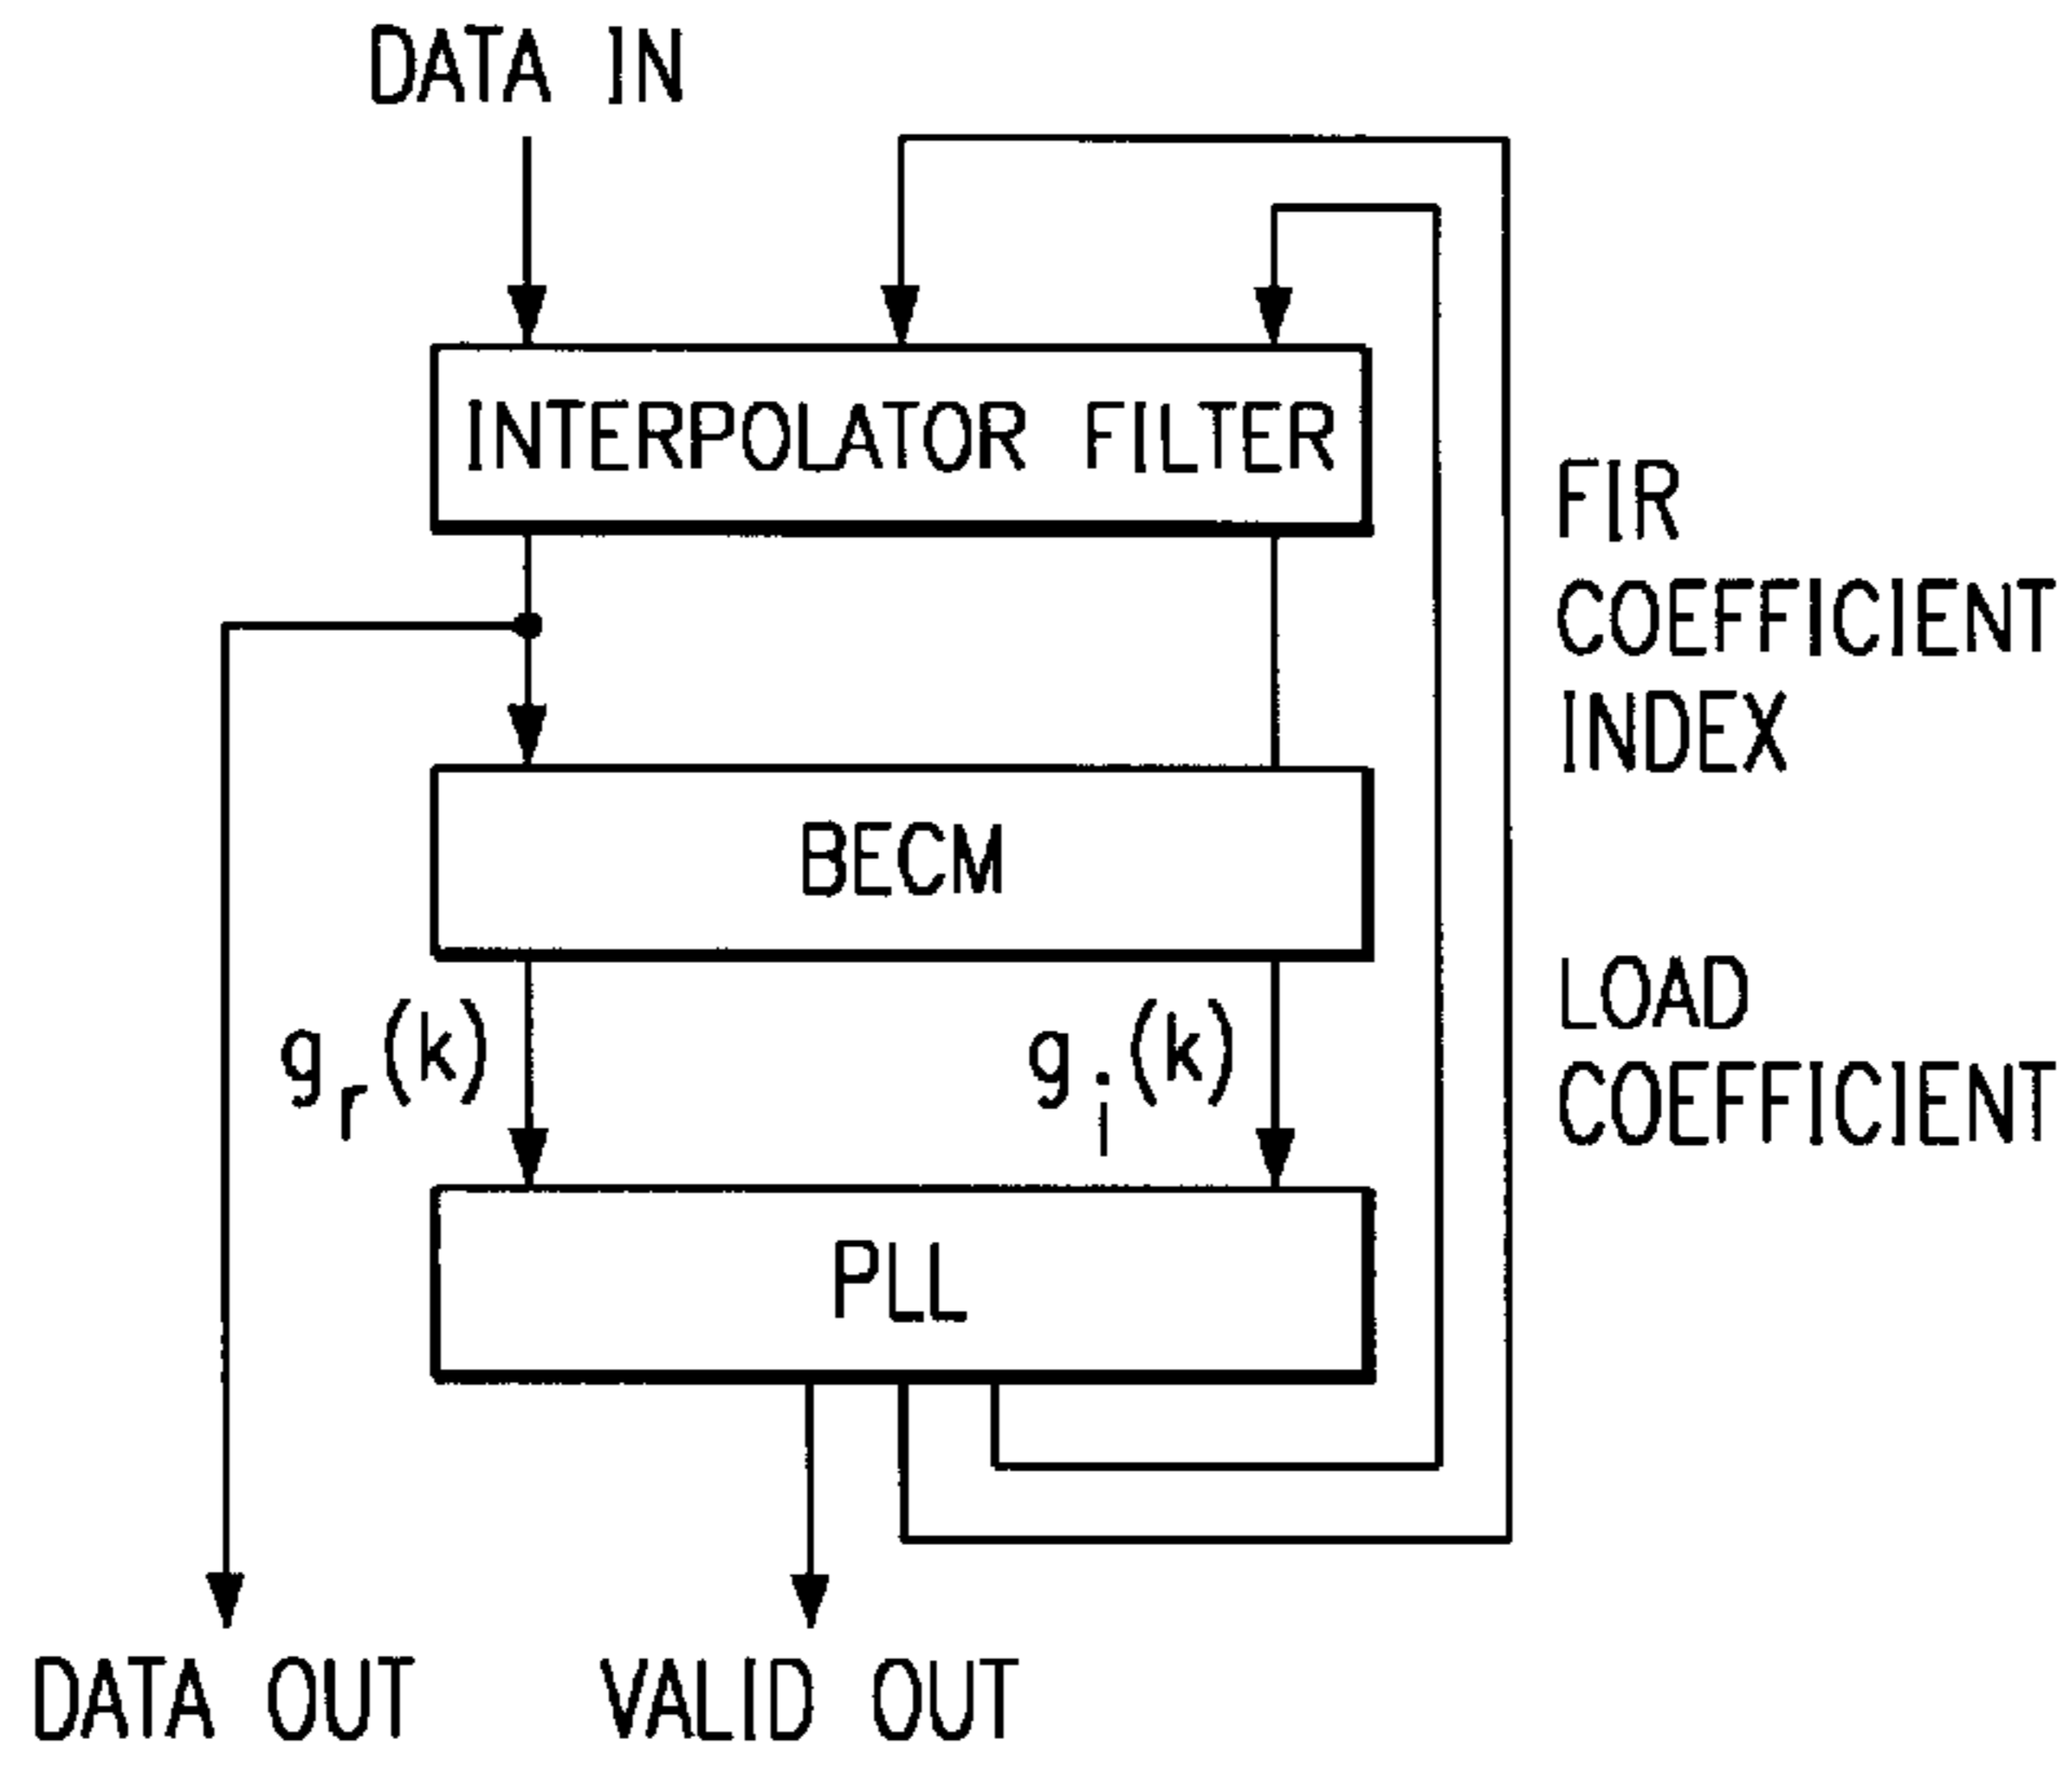 DATA IN
INTERPOLATOR FILTER
FIR
COEFFICIENT
INDEX
BECM
LOAD
COEFFICIENT
g_r(k)
g_i(k)
PLL
DATA OUT
VALID OUT